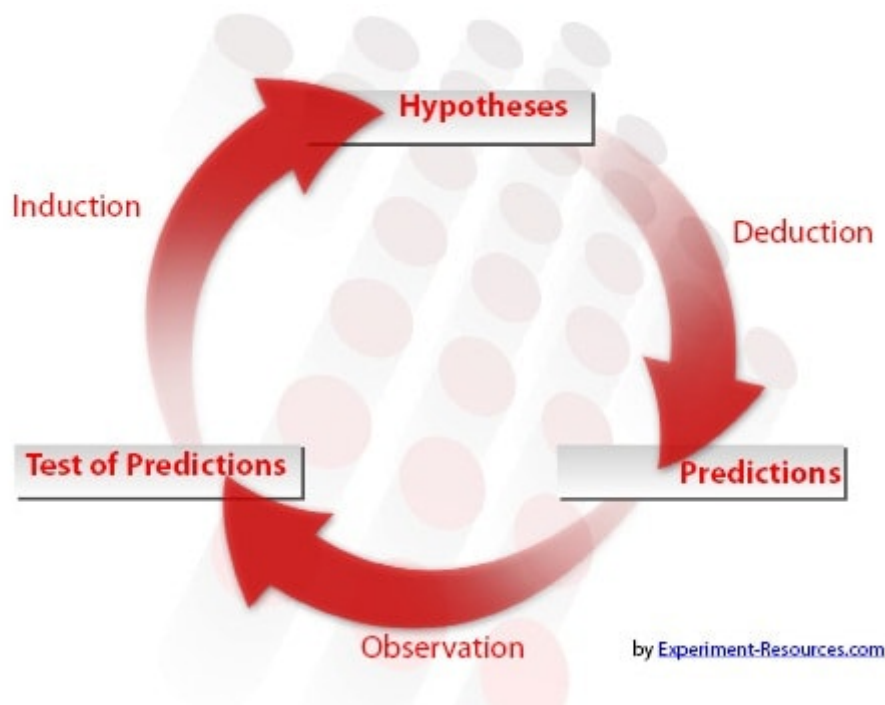 Hypotheses
Induction
Deduction
Test of Predictions
Predictions
Observation
by Experiment-Resources.com